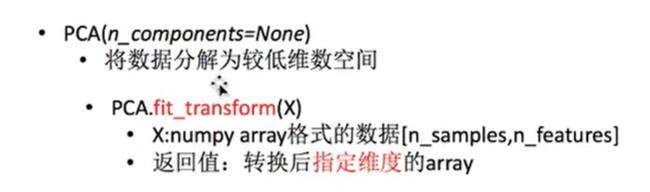 PCA(n_components=None)
将数据分解为较低维数空间
PCA.fit_transform(X)
X:numpy array格式的数据[n_samples,n_features]
返回值：转换后指定维度的array